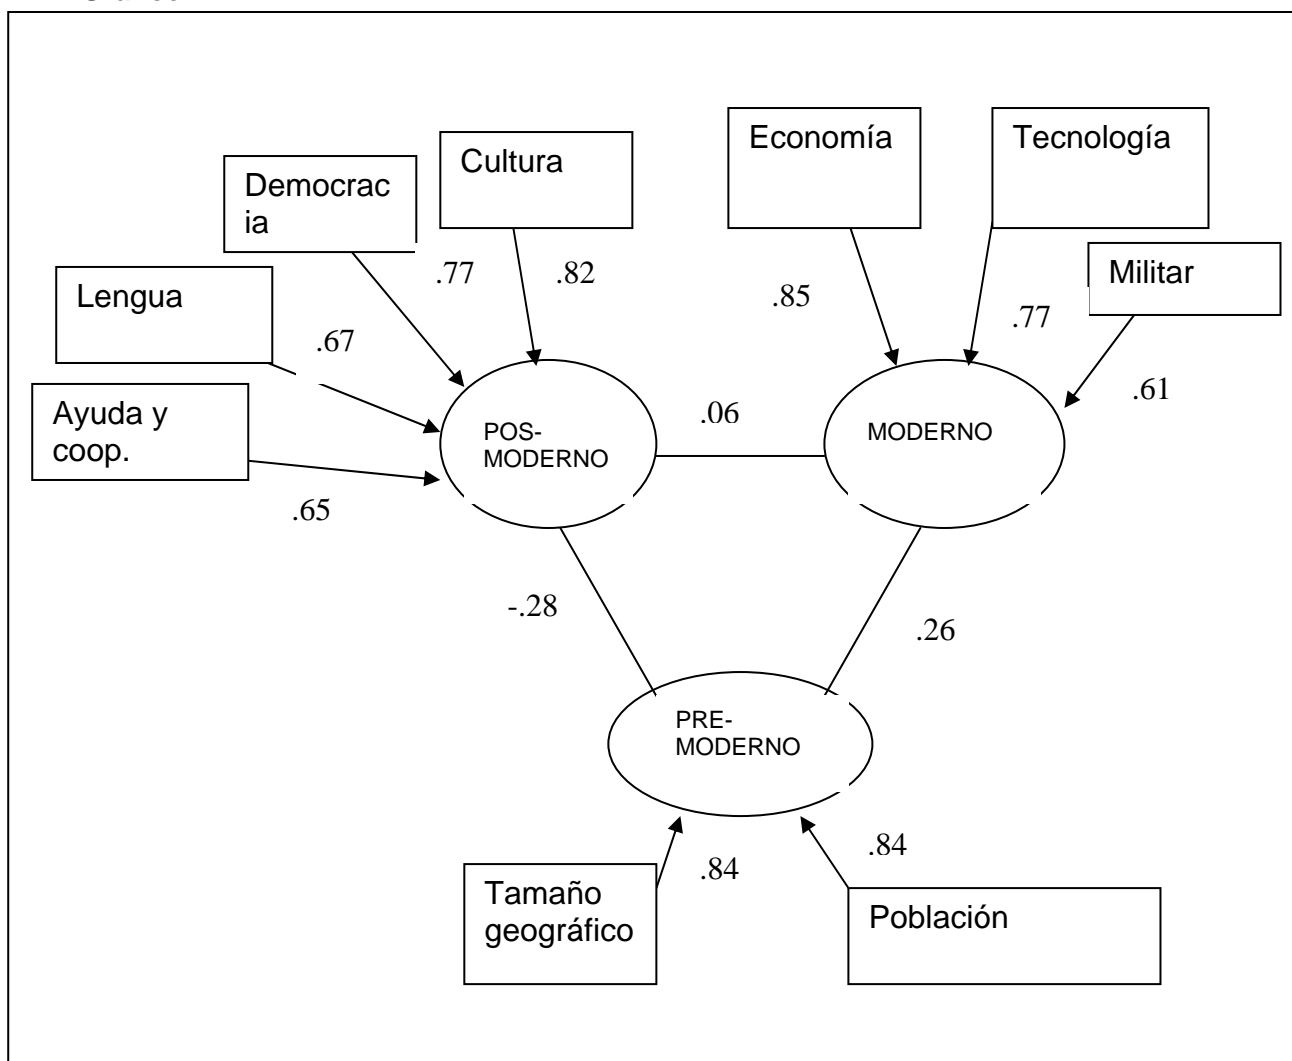 Economía
Tecnología
Cultura
Democrac
ia
.77
.82
Militar
Lengua
.85
.77
.67
.61
Ayuda y
coop.
.06
POS-
MODERNO
MODERNO
.65
-.28
.26
PRE-
MODERNO
.84
.84
Tamaño
geográfico
Población